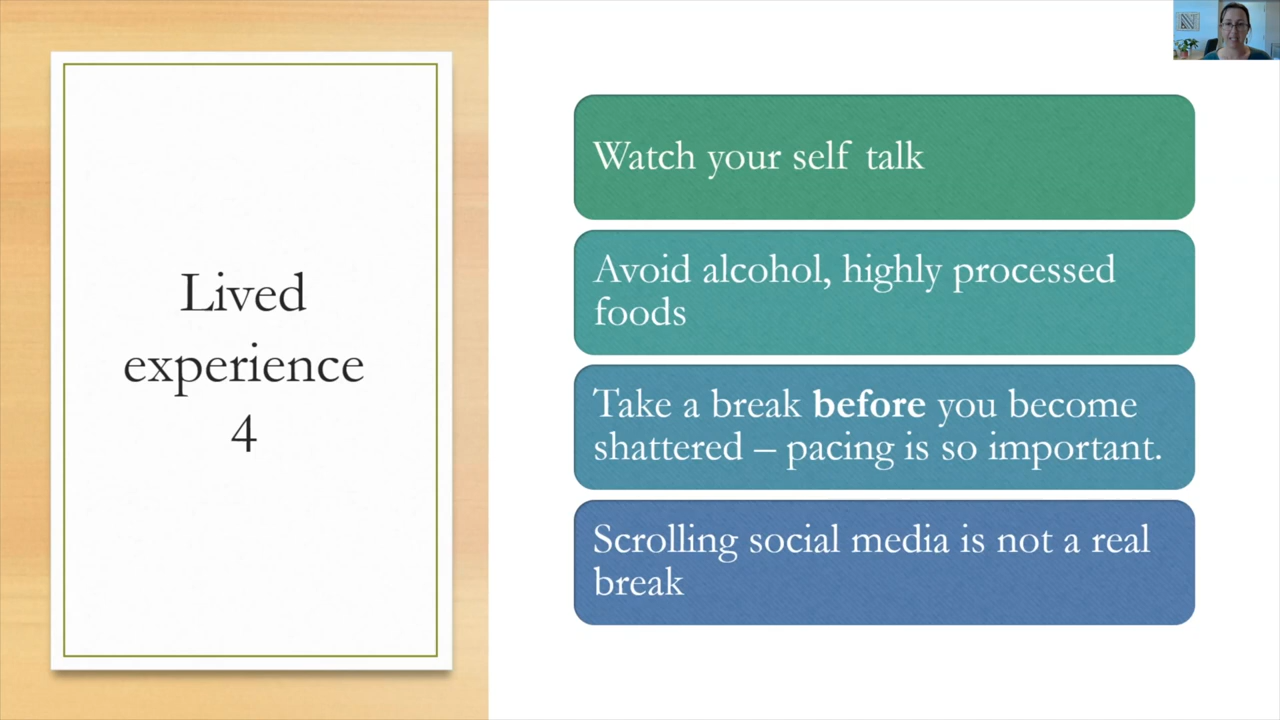 Lived
experience
4
Watch your self talk
Avoid alcohol, highly processed
foods
Take a break before you become
shattered – pacing is so important.
Scrolling social media is not a real
break